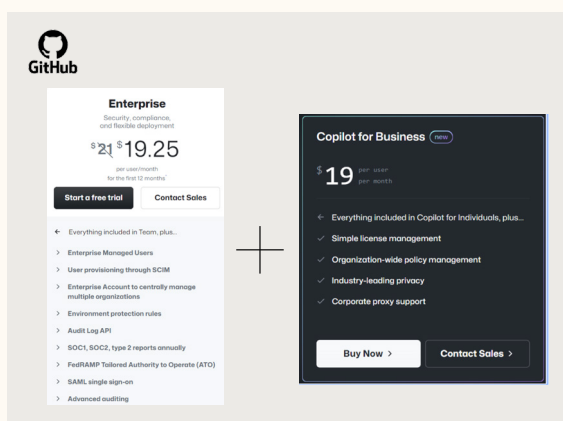 GitHub
Enterprise
Security, compliance,
and flexible deployment
$21 $19.25
per user/month
for the first 12 months*
Start a free trial
Contact Sales
← Everything included in Team, plus...
> Enterprise Managed Users
> User provisioning through SCIM
> Enterprise Account to centrally manage
multiple organizations
> Environment protection rules
> Audit Log API
> SOC1, SOC2, type 2 reports annually
> FedRAMP Tailored Authority to Operate (ATO)
> SAML single sign-on
> Advanced auditing
+
Copilot for Business new
$19 per user
per month
← Everything included in Copilot for Individuals, plus...
✓ Simple license management
✓ Organization-wide policy management
✓ Industry-leading privacy
✓ Corporate proxy support
Buy Now >
Contact Sales >